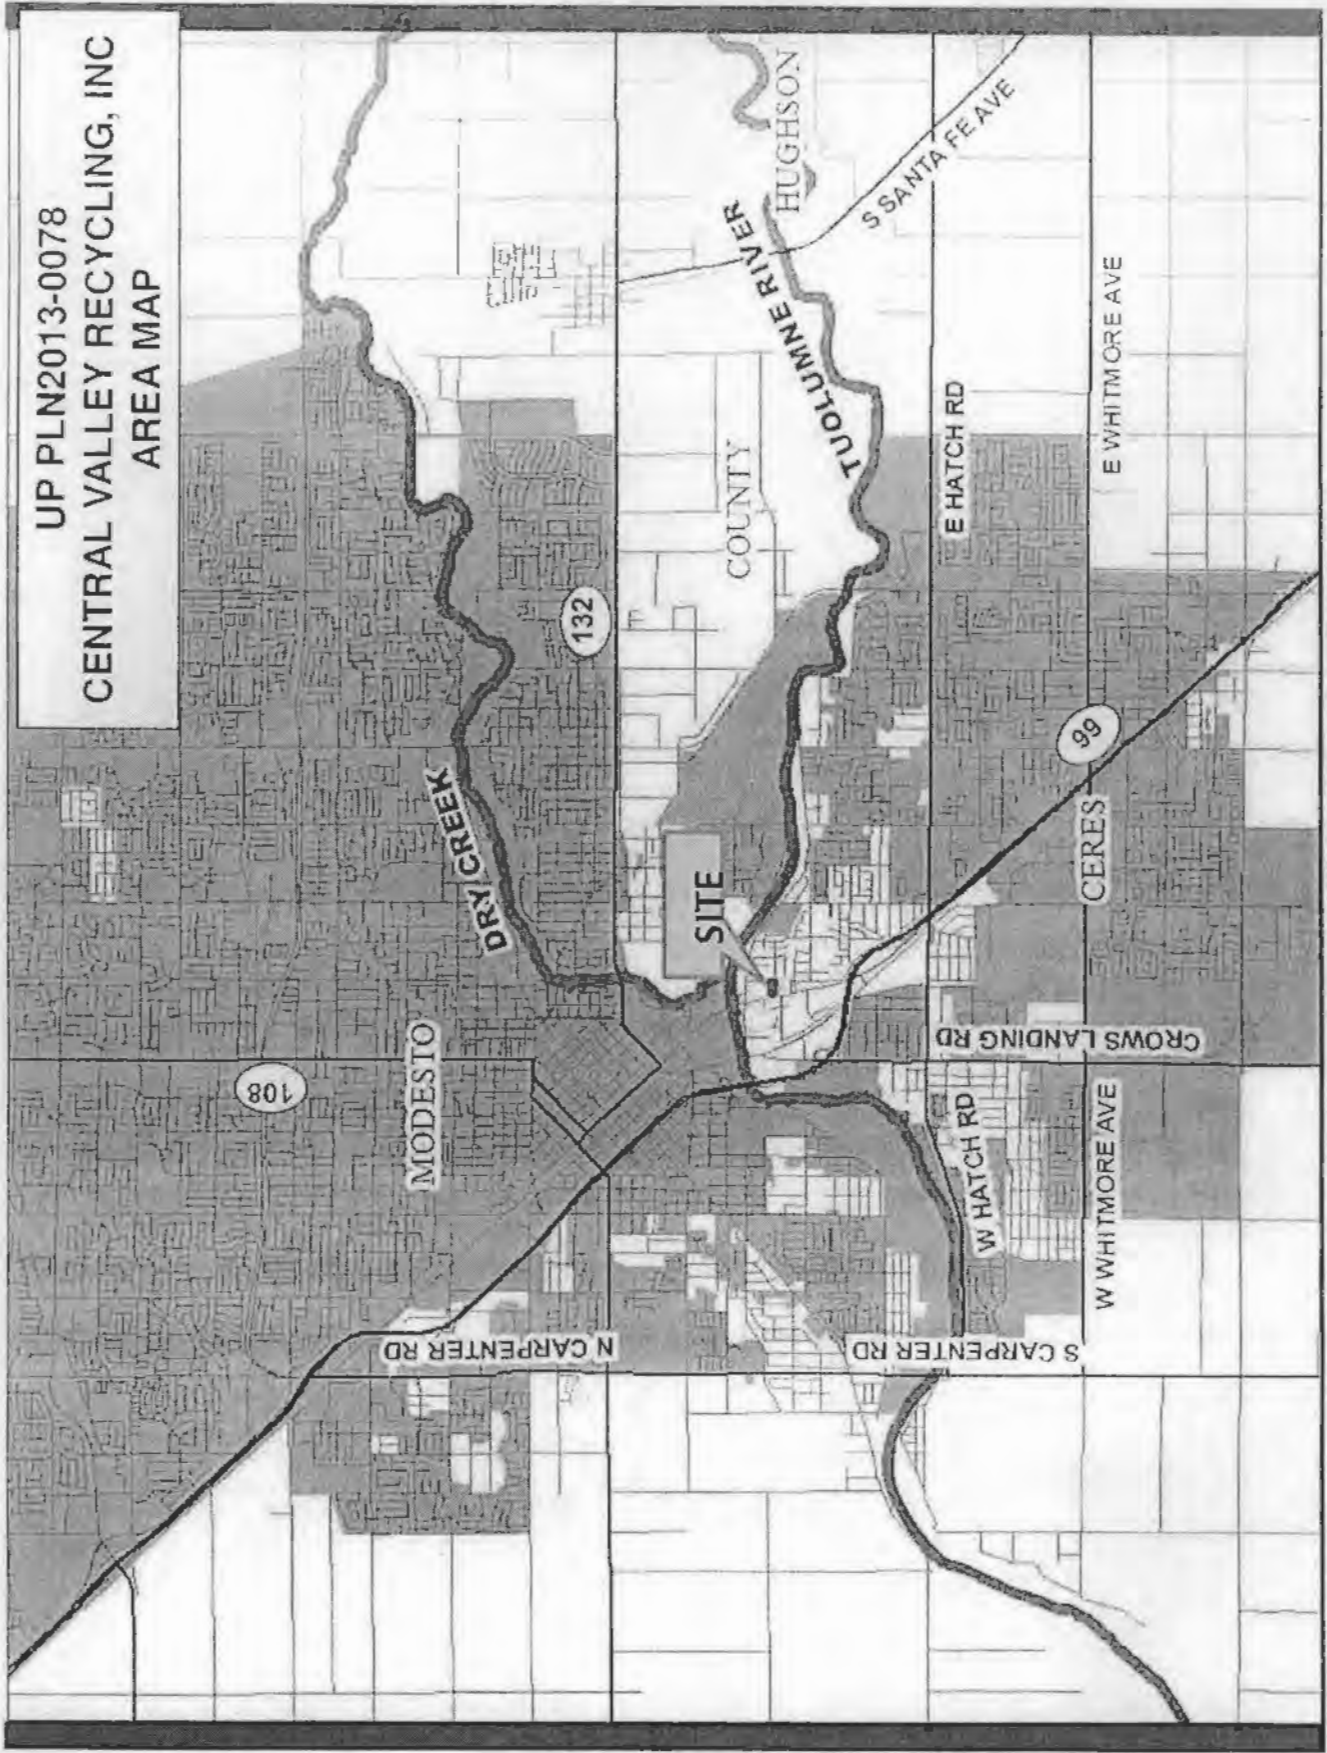 UP PLN2013-0078
CENTRAL VALLEY RECYCLING, INC
AREA MAP
108
MODESTO
DRY CREEK
132
COUNTY
TUOLUMNE RIVER
HUGHSON
S SANTA FE AVE
SITE
N CARPENTER RD
S CARPENTER RD
W HATCH RD
E HATCH RD
CROWS LANDING RD
99
CERES
W WHITMORE AVE
E WHITMORE AVE